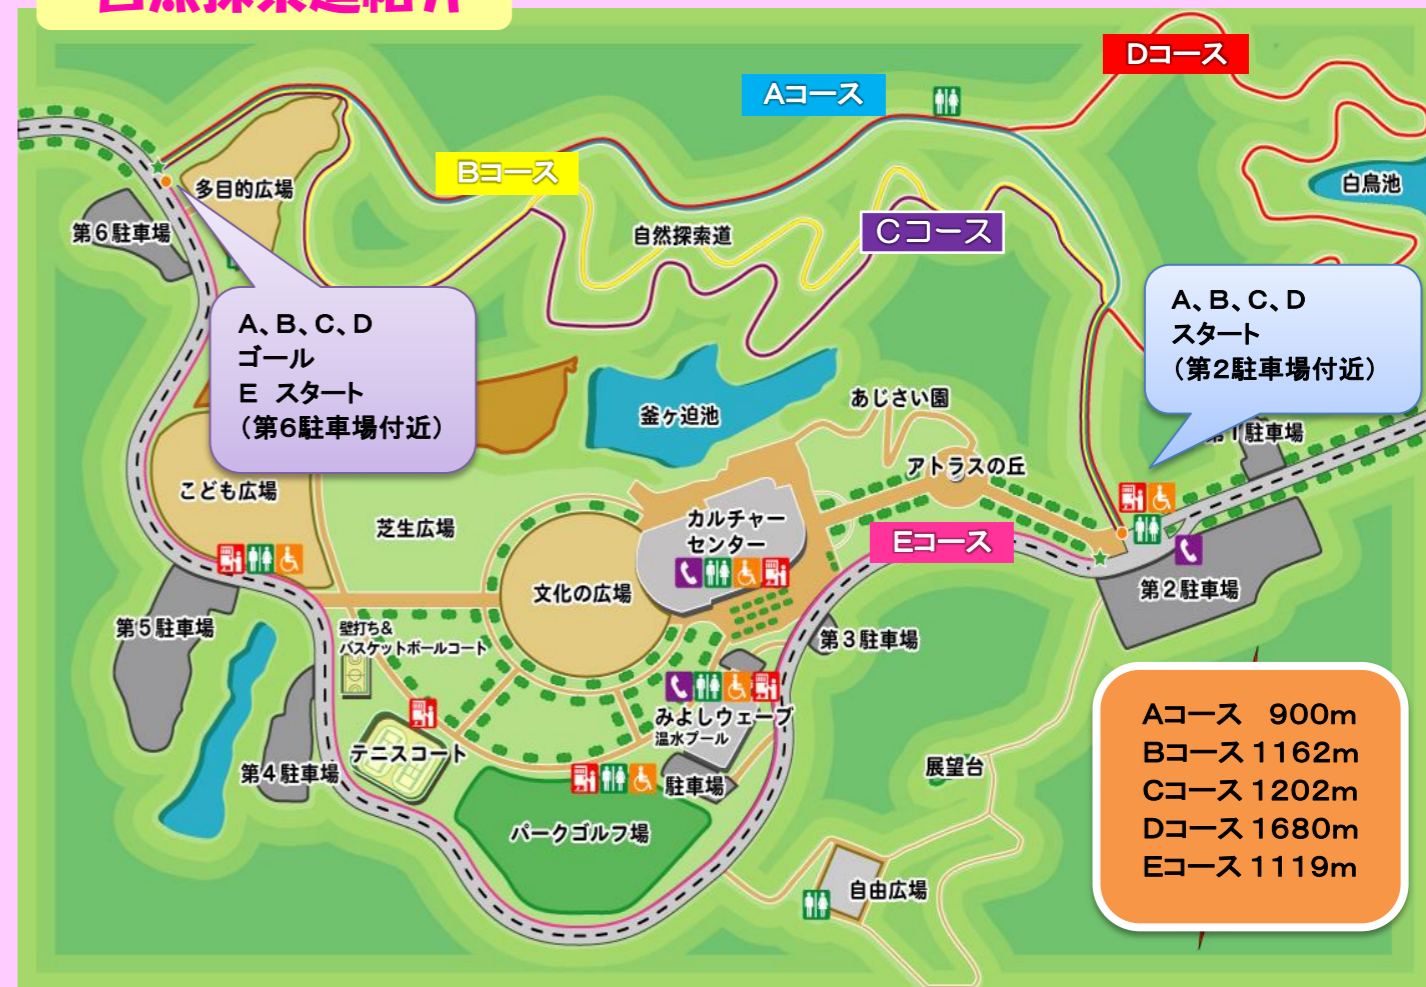 自然探索道紹介
Dコース
Aコース
Bコース
Cコース
多目的広場
第6駐車場
自然探索道
白鳥池
A、B、C、D
ゴール
E スタート
(第6駐車場付近)
A、B、C、D
スタート
(第2駐車場付近)
あじさい園
第1駐車場
釜ヶ迫池
アトラスの丘
こども広場
芝生広場
カルチャー
センター
Eコース
文化の広場
第2駐車場
第5駐車場
壁打ち&
バスケットボールコート
第3駐車場
みよしウェーブ
温水プール
テニスコート
第4駐車場
駐車場
展望台
パークゴルフ場
自由広場
Aコース 900m
Bコース 1162m
Cコース 1202m
Dコース 1680m
Eコース 1119m